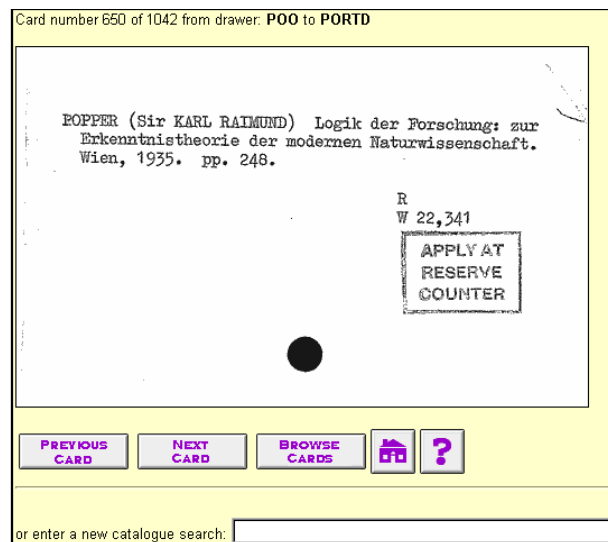 Card number 650 of 1042 from drawer: POO to PORTD
POPPER (Sir KARL RAIMUND) Logik der Forschung: zur
Erkenntnistheorie der modernen Naturwissenschaft.
Wien, 1935. pp. 248.
R
W 22,341
APPLY AT
RESERVE
COUNTER
PREVIOUS
CARD
NEXT
CARD
BROWSE
CARDS
?
or enter a new catalogue search: